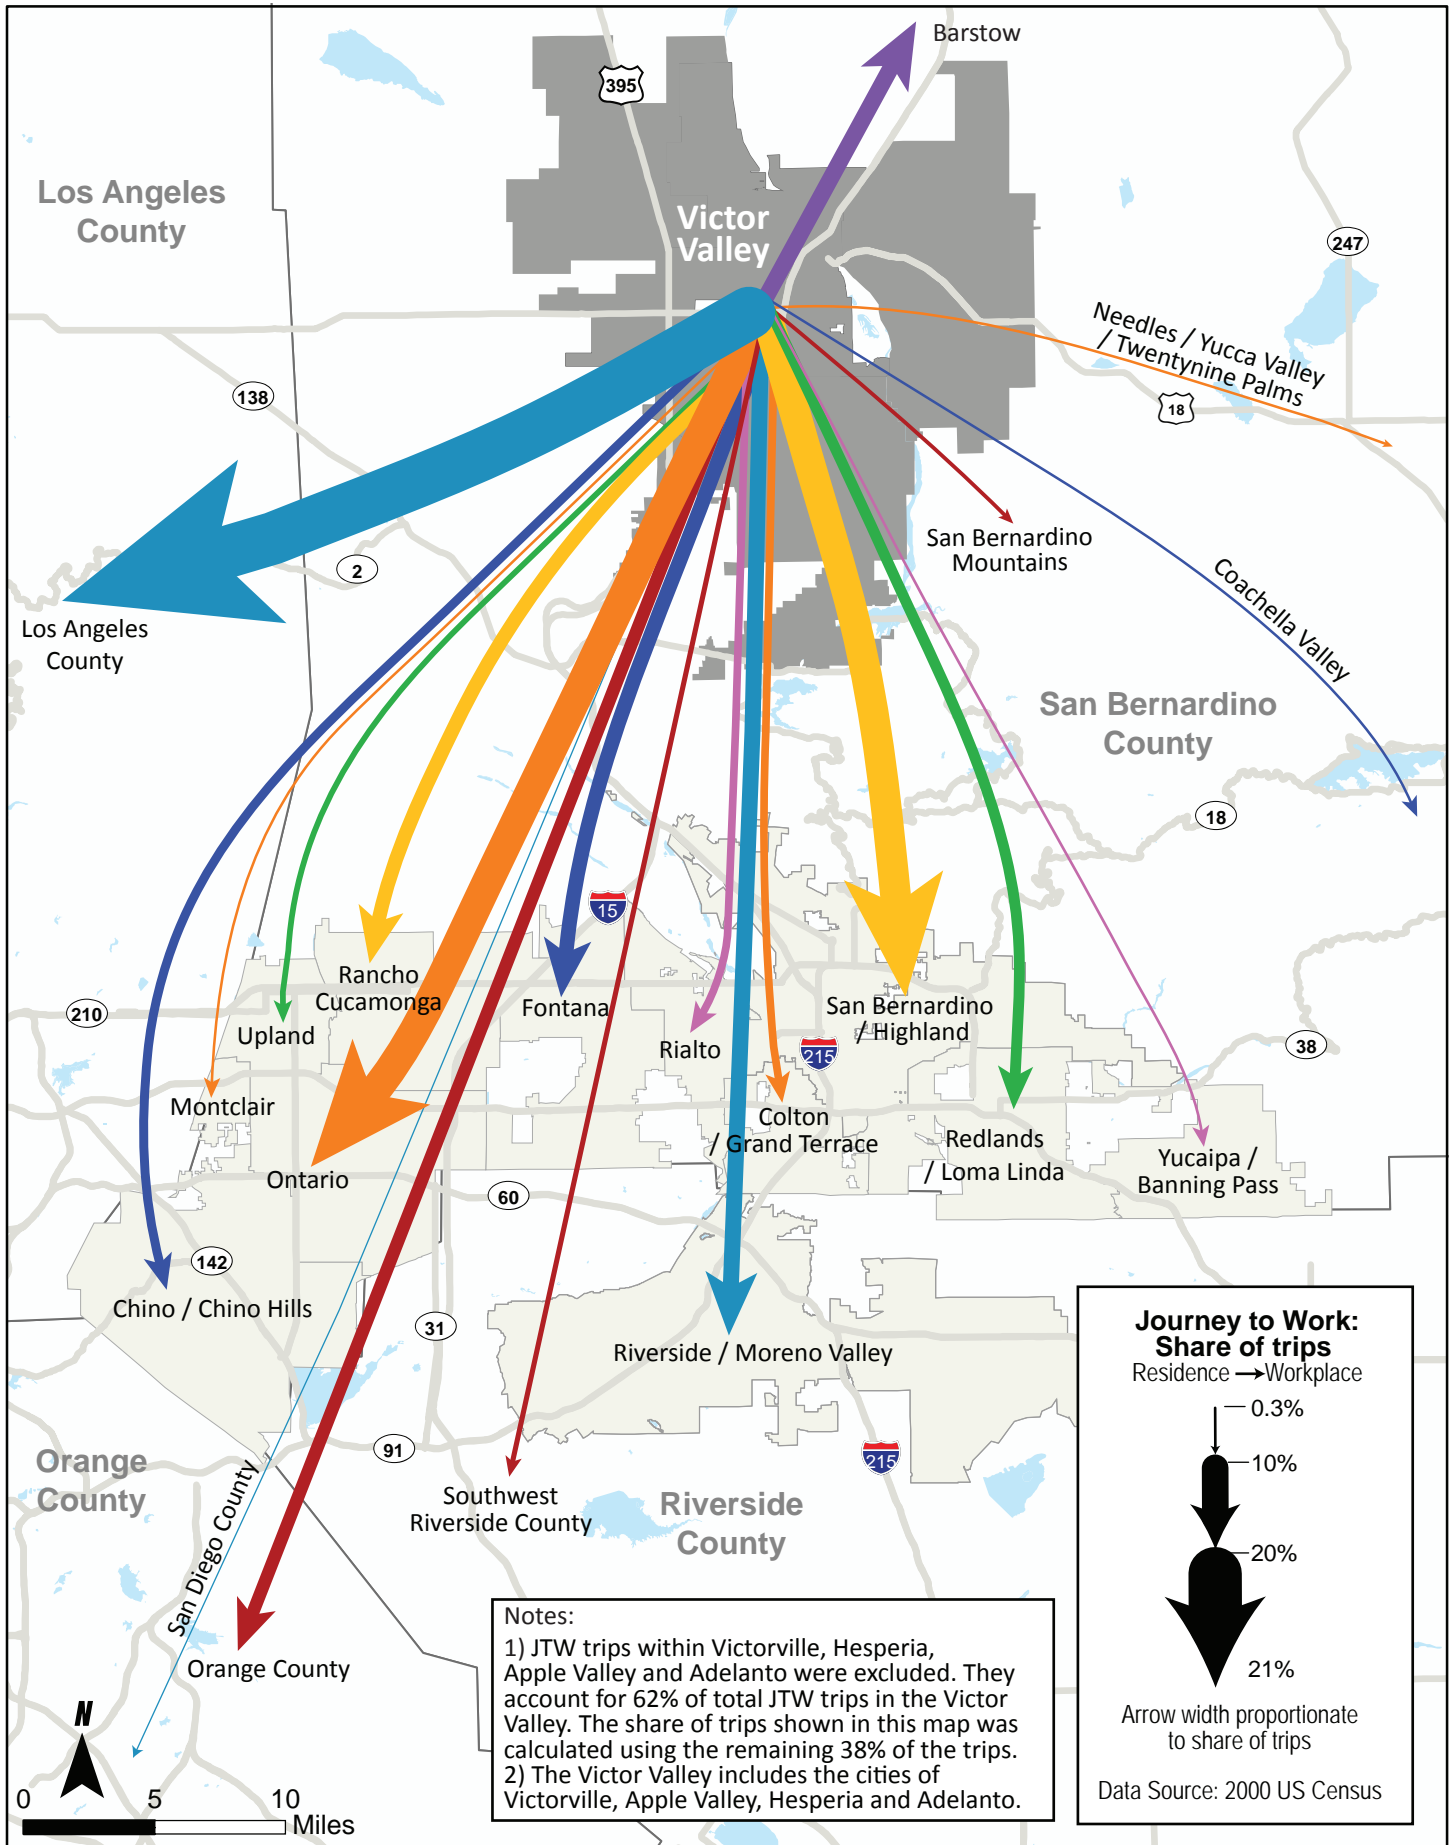 Barstow
395
Los Angeles
County
Victor
Valley
247
Needles / Yucca Valley
/ Twentynine Palms
138
18
San Bernardino
Mountains
2
Coachella Valley
Los Angeles
County
San Bernardino
County
18
15
Rancho
Cucamonga
Fontana
San Bernardino
/ Highland
210
Upland
Rialto
215
38
Montclair
Colton
/ Grand Terrace
Redlands
/ Loma Linda
Yucaipa /
Banning Pass
Ontario
60
142
Chino / Chino Hills
31
Riverside / Moreno Valley
91
215
Orange
County
San Diego County
Southwest
Riverside County
Riverside
County
Orange County
Journey to Work:
Share of trips
Residence → Workplace
0.3%
10%
20%
21%
Arrow width proportionate
to share of trips
Data Source: 2000 US Census
Notes:
1) JTW trips within Victorville, Hesperia,
Apple Valley and Adelanto were excluded. They
account for 62% of total JTW trips in the Victor
Valley. The share of trips shown in this map was
calculated using the remaining 38% of the trips.
2) The Victor Valley includes the cities of
Victorville, Apple Valley, Hesperia and Adelanto.
N
0 5 10
Miles